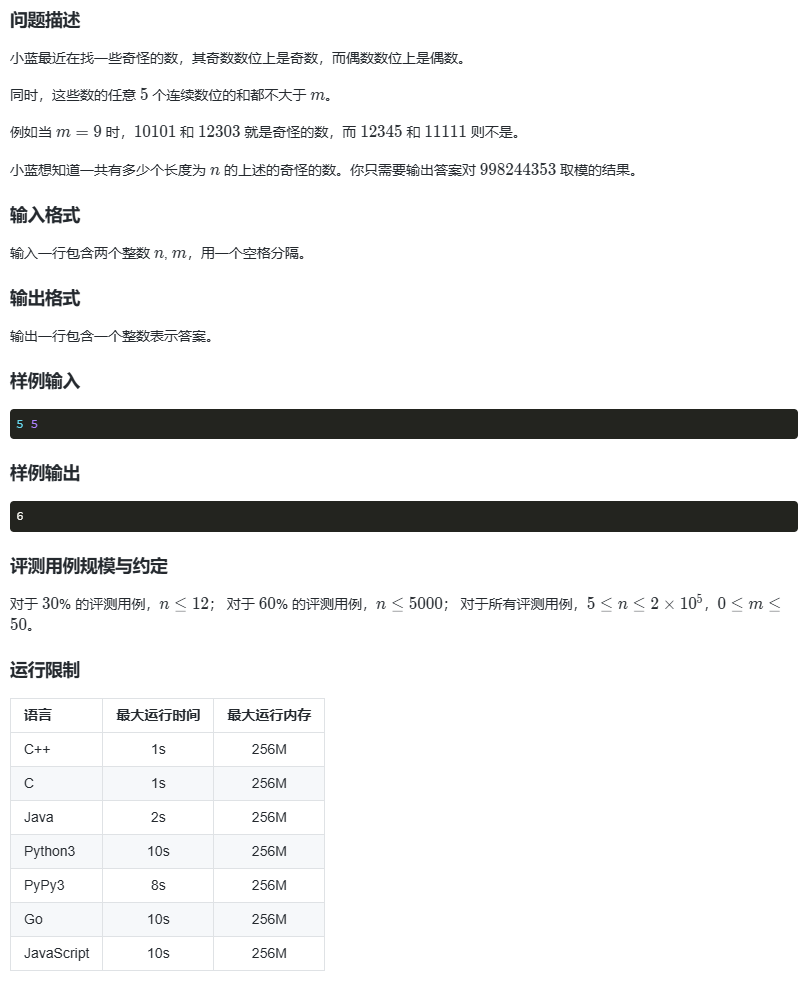 问题描述
小蓝最近在找一些奇怪的数，其奇数数位上是奇数，而偶数数位上是偶数。
同时，这些数的任意 5 个连续数位的和都不大于 m。
例如当 m = 9 时，10101 和 12303 就是奇怪的数，而 12345 和 11111 则不是。
小蓝想知道一共有多少个长度为 n 的上述的奇怪的数。你只需要输出答案对 998244353 取模的结果。
输入格式
输入一行包含两个整数 n, m，用一个空格分隔。
输出格式
输出一行包含一个整数表示答案。
样例输入
5 5
样例输出
6
评测用例规模与约定
对于 30% 的评测用例，n ≤ 12； 对于 60% 的评测用例，n ≤ 5000； 对于所有评测用例，5 ≤ n ≤ 2 × 10⁵，0 ≤ m ≤
50。
运行限制
语言 最大运行时间 最大运行内存
C++ 1s 256M
C 1s 256M
Java 2s 256M
Python3 10s 256M
PyPy3 8s 256M
Go 10s 256M
JavaScript 10s 256M